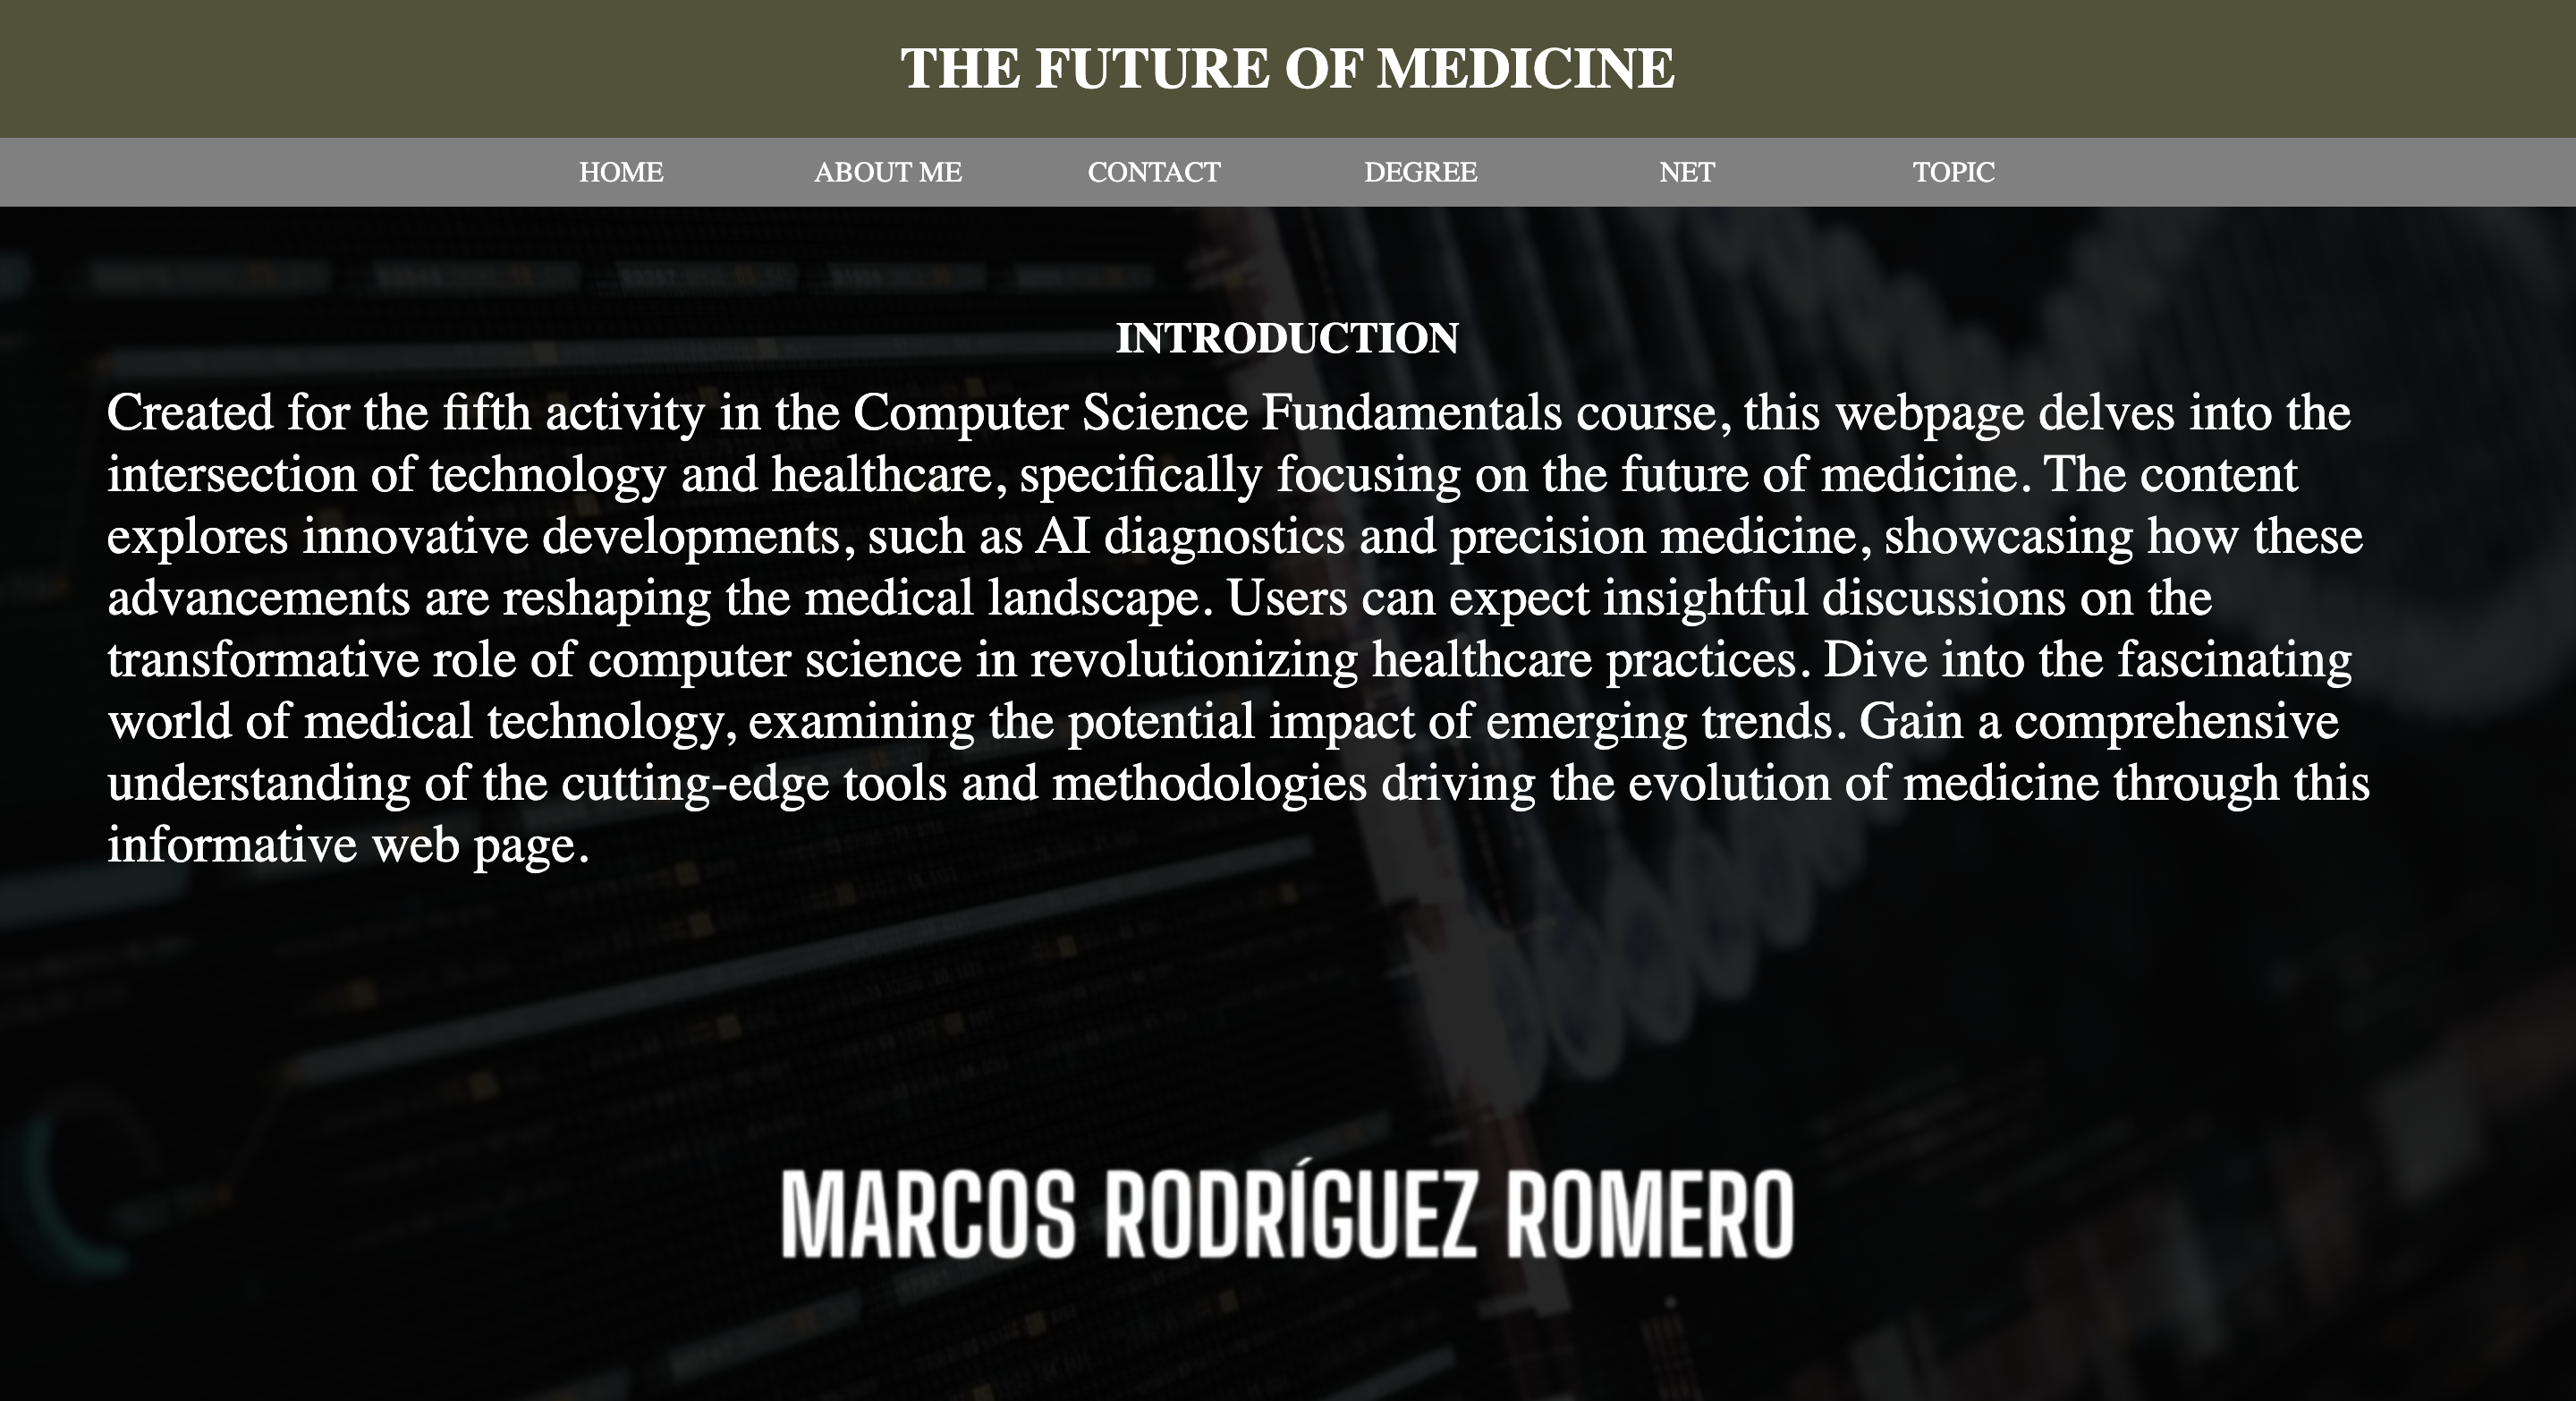 THE FUTURE OF MEDICINE
HOME ABOUT ME CONTACT DEGREE NET TOPIC
INTRODUCTION
Created for the fifth activity in the Computer Science Fundamentals course, this webpage delves into the
intersection of technology and healthcare, specifically focusing on the future of medicine. The content
explores innovative developments, such as AI diagnostics and precision medicine, showcasing how these
advancements are reshaping the medical landscape. Users can expect insightful discussions on the
transformative role of computer science in revolutionizing healthcare practices. Dive into the fascinating
world of medical technology, examining the potential impact of emerging trends. Gain a comprehensive
understanding of the cutting-edge tools and methodologies driving the evolution of medicine through this
informative web page.
MARCOS RODRÍGUEZ ROMERO